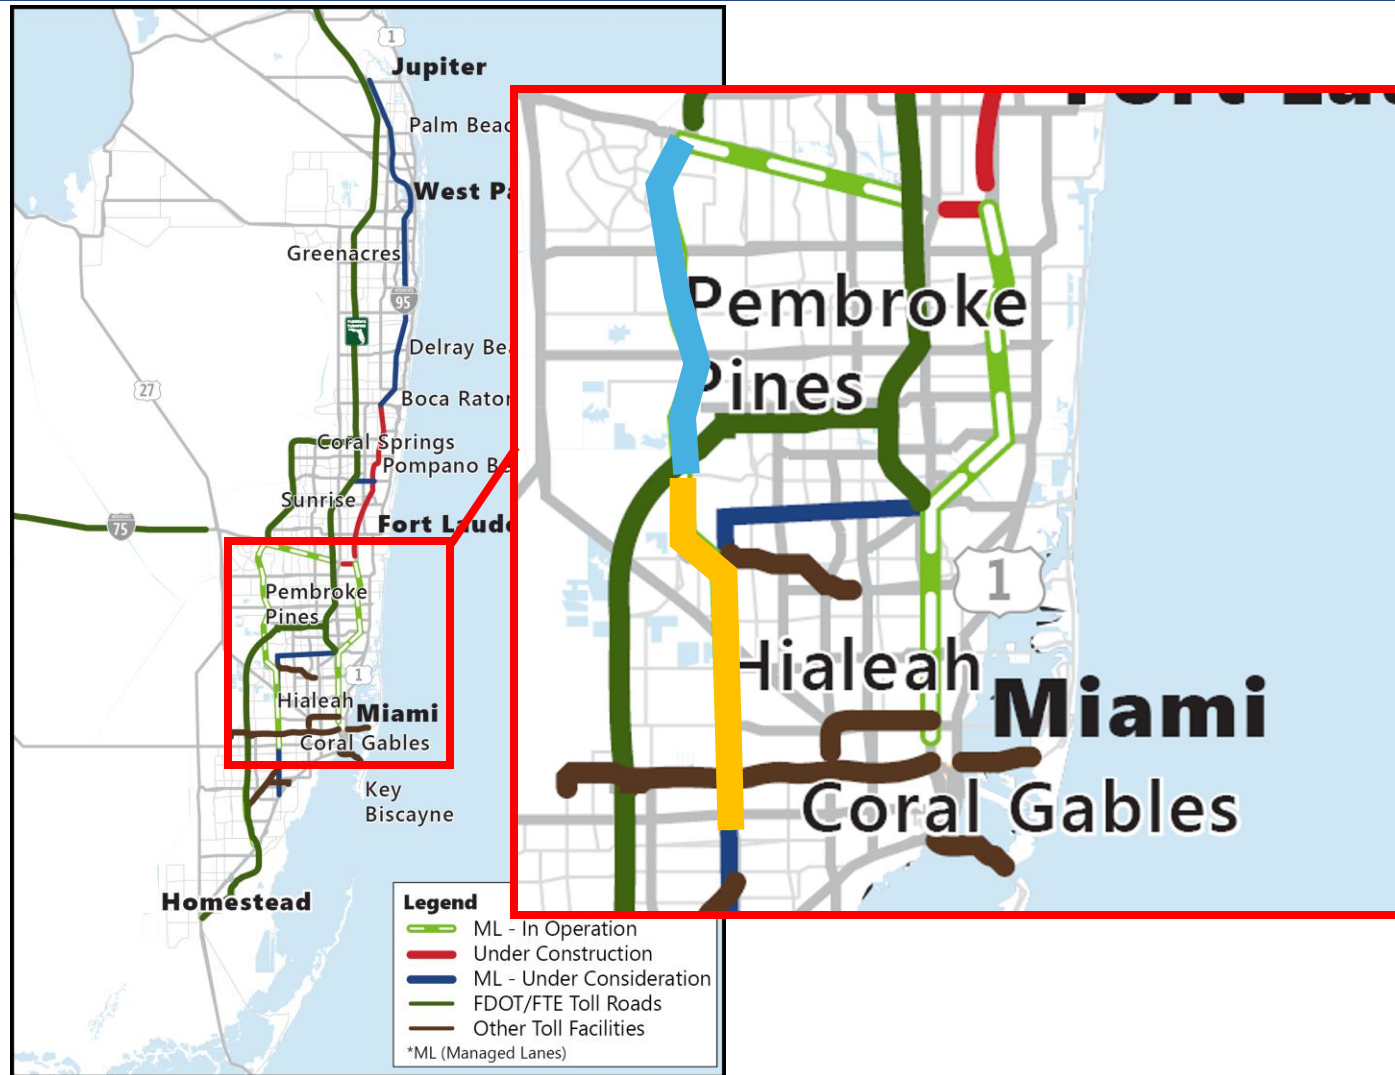 1
Jupiter
Palm Beac
West Pa
Greenacres
95
Delray Bea
27
Boca Raton
Coral Springs
Pompano Be
Sunrise
75
Fort Laude
Pembroke
Pines
1
Hialeah
Miami
Coral Gables
Key
Biscayne
Homestead
Legend
ML - In Operation
Under Construction
ML - Under Consideration
FDOT/FTE Toll Roads
Other Toll Facilities
*ML (Managed Lanes)
Pembroke
Pines
1
Hialeah
Miami
Coral Gables